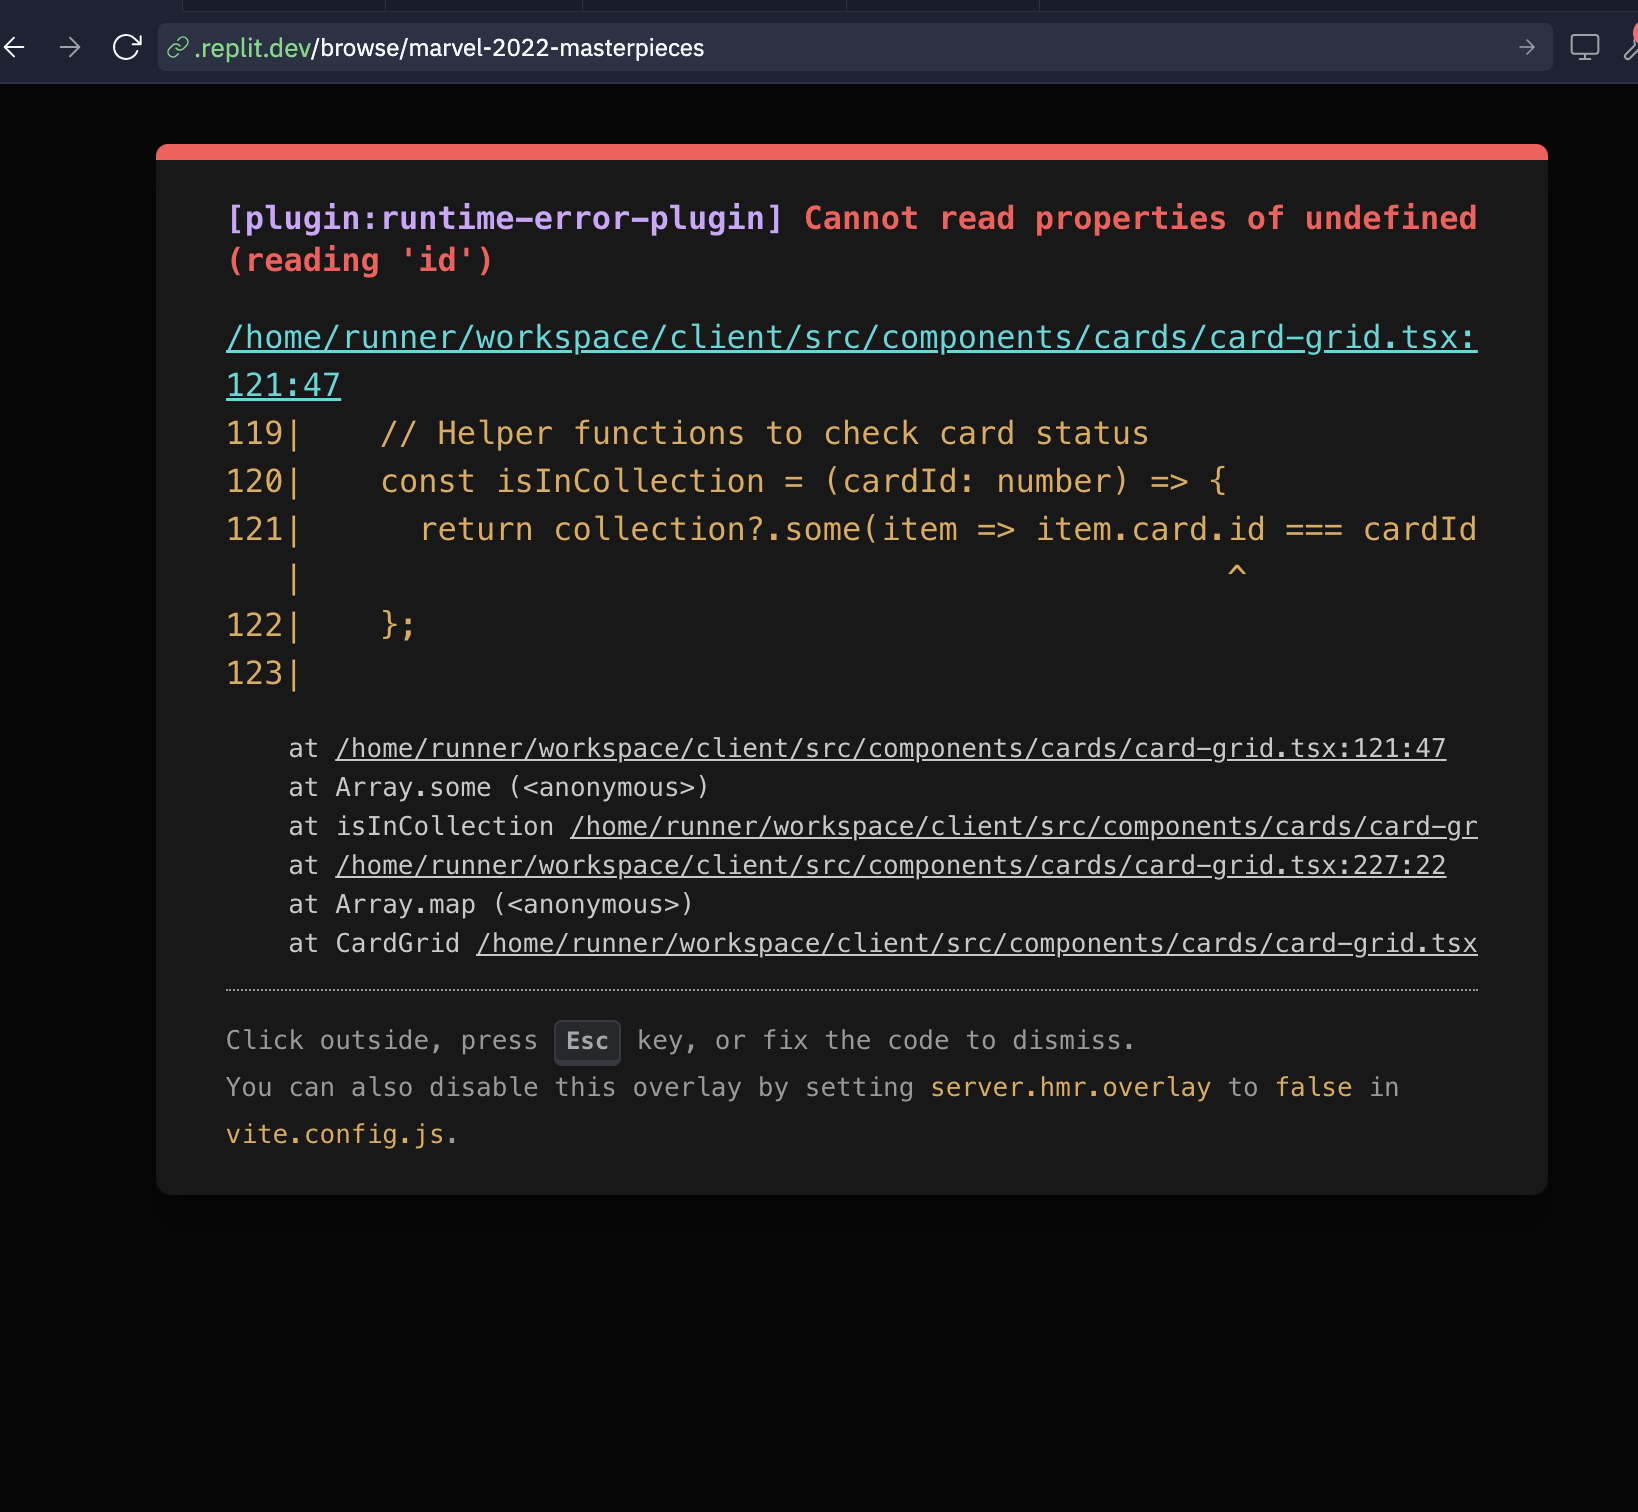 .replit.dev/browse/marvel-2022-masterpieces
[plugin:runtime-error-plugin] Cannot read properties of undefined
(reading 'id')
/home/runner/workspace/client/src/components/cards/card-grid.tsx:
121:47
119|    // Helper functions to check card status
120|    const isInCollection = (cardId: number) => {
121|      return collection?.some(item => item.card.id === cardId
   |                                                ^
122|    };
123|
at /home/runner/workspace/client/src/components/cards/card-grid.tsx:121:47
at Array.some (<anonymous>)
at isInCollection /home/runner/workspace/client/src/components/cards/card-gr
at /home/runner/workspace/client/src/components/cards/card-grid.tsx:227:22
at Array.map (<anonymous>)
at CardGrid /home/runner/workspace/client/src/components/cards/card-grid.tsx
Click outside, press Esc key, or fix the code to dismiss.
You can also disable this overlay by setting server.hmr.overlay to false in
vite.config.js.